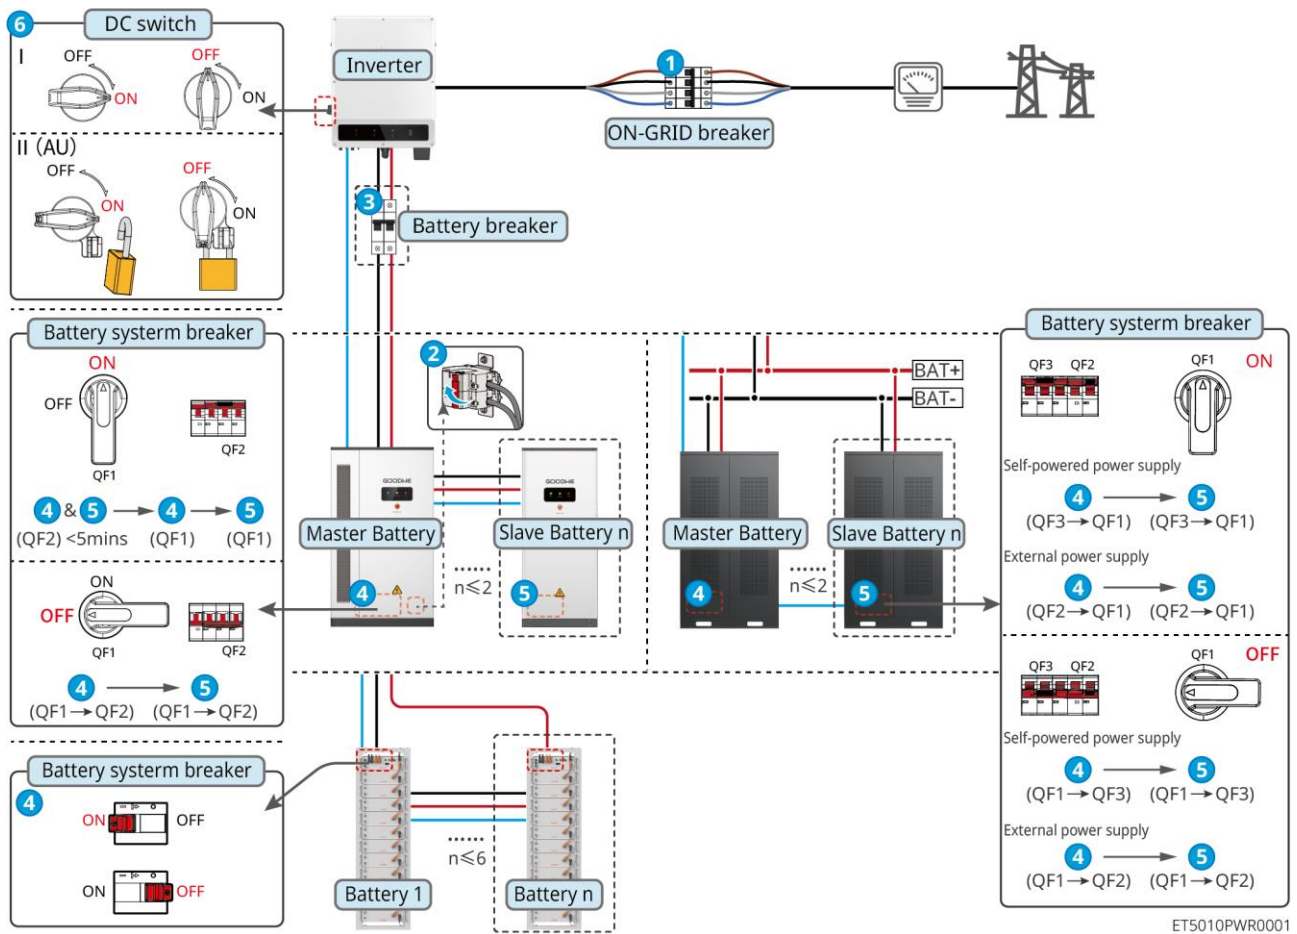 6
DC switch
I
OFF
ON
OFF
ON
II (AU)
OFF
ON
OFF
ON
Inverter
1
ON-GRID breaker
3
Battery breaker
Battery systerm breaker
ON
OFF
QF1
QF2
4 & 5 → 4 → 5
(QF2) <5mins (QF1) (QF1)
ON
OFF
QF1
QF2
4 → 5
(QF1→QF2) (QF1→QF2)
2
GOODWE
GOODWE
Master Battery
Slave Battery n
......
n≤2
4
5
BAT+
BAT-
Master Battery
Slave Battery n
......
n≤2
4
5
Battery systerm breaker
QF3 QF2
QF1
ON
Self-powered power supply
4 → 5
(QF3→QF1) (QF3→QF1)
External power supply
4 → 5
(QF2→QF1) (QF2→QF1)
QF3 QF2
QF1
OFF
Self-powered power supply
4 → 5
(QF1→QF3) (QF1→QF3)
External power supply
4 → 5
(QF1→QF2) (QF1→QF2)
Battery systerm breaker
4
ON
OFF
ON
OFF
......
n≤6
Battery 1
Battery n
ET5010PWR0001